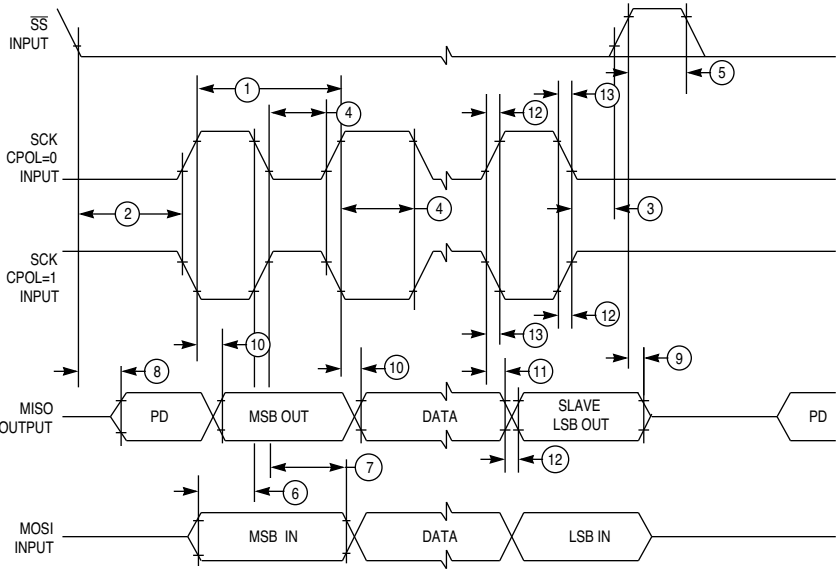 SS
INPUT
5
1
12
13
4
SCK
CPOL=0
INPUT
2
4
3
SCK
CPOL=1
INPUT
12
13
10
10
11
9
8
MISO
OUTPUT
PD
MSB OUT
DATA
SLAVE
LSB OUT
PD
12
7
6
MOSI
INPUT
MSB IN
DATA
LSB IN